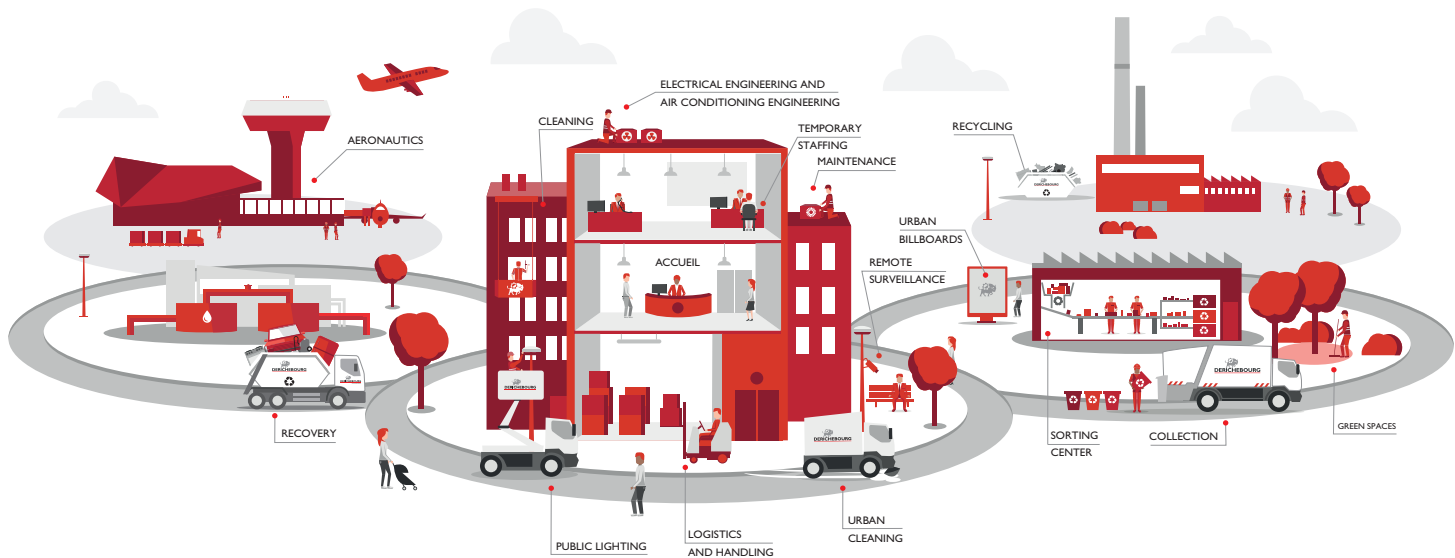 ELECTRICAL ENGINEERING AND
AIR CONDITIONING ENGINEERING
CLEANING
TEMPORARY
STAFFING
RECYCLING
AERONAUTICS
MAINTENANCE
DERICHEBOURG
URBAN
BILLBOARDS
ACCUEIL
REMOTE
SURVEILLANCE
DERICHEBOURG
DERICHEBOURG
DERICHEBOURG
RECOVERY
DERICHEBOURG
SORTING
CENTER
COLLECTION
GREEN SPACES
PUBLIC LIGHTING
LOGISTICS
AND HANDLING
URBAN
CLEANING